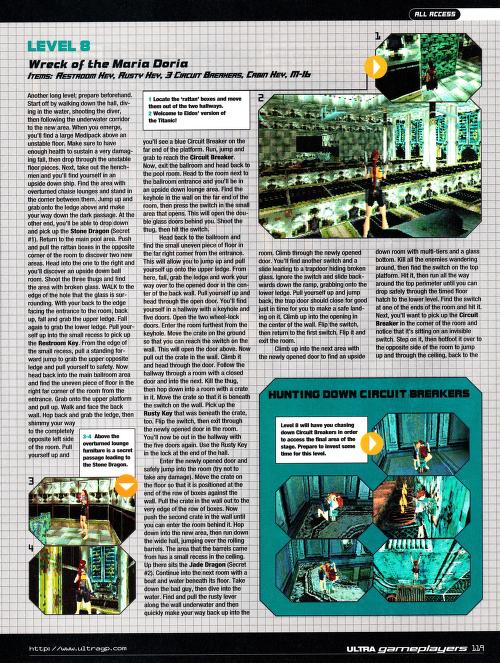 ALL ACCESS
LEVEL 8
Wreck of the Maria Doria
ITEMS: RESTROOM KEY, RUSTY KEY, 3 CIRCUIT BREAKERS, CABIN KEY, M-16
Another long level; prepare beforehand.
Start off by walking down the hall, div-
ing in the water, shooting the diver,
then following the underwater corridor
to the new area. When you emerge,
you'll find a large Medipack above an
unstable floor. Make sure to have
enough health to sustain a very damag-
ing fall, then drop through the unstable
floor pieces. Next, take out the hench-
men and you'll find yourself in an
upside down ship. Find the area with
overturned chaise lounges and stand in
the corner between them. Jump up and
grab onto the ledge above and make
your way down the dark passage. At the
other end, you'll be able to drop down
and pick up the Stone Dragon (Secret
#1). Return to the main pool area. Push
and pull the rattan boxes in the opposite
corner of the room to discover two new
areas. Head into the one to the right and
you'll discover an upside down ball
room. Shoot the three thugs and find
the area with broken glass. WALK to the
edge of the hole that the glass is sur-
rounding. With your back to the edge
facing the entrance to the room, back
up, fall and grab the upper ledge. Fall
again to grab the lower ledge. Pull your-
self up into the small recess to pick up
the Restroom Key. From the edge of
the small recess, pull a standing for-
ward jump to grab the upper opposite
ledge and pull yourself to safety. Now
head back into the main ballroom area
and find the uneven piece of floor in the
right far corner of the room from the
entrance. Grab onto the upper platform
and pull up. Walk and face the back
wall. Hop back and grab the ledge, then
shimmy your way
to the completely
opposite left side
of the room. Pull
yourself up and
1 Locate the 'rattan' boxes and move
them out of the two hallways.
2 Welcome to Eidos' version of
the Titanic!
you'll see a blue Circuit Breaker on the
far end of the platform. Run, jump and
grab to reach the Circuit Breaker.
Now, exit the ballroom and head back to
the pool room. Head to the room next to
the ballroom entrance and you'll be in
an upside down lounge area. Find the
keyhole in the wall on the far end of the
room, then press the switch in the small
area that opens. This will open the dou-
ble glass doors behind you. Shoot the
thug, then hit the switch.
Head back to the ballroom and
find the small uneven piece of floor in
the far right corner from the entrance.
This will allow you to jump up and pull
yourself up onto the upper ledge. From
here, fall, grab the ledge and work your
way over to the opened door in the cen-
ter of the back wall. Pull yourself up and
head through the open door. You'll find
yourself in a hallway with a keyhole and
five doors. Open the two wheel-lock
doors. Enter the room furthest from the
keyhole. Move the crate on the ground
so that you can reach the switch on the
wall. This will open the door above. Now
pull out the crate in the wall. Climb it
and head through the door. Follow the
hallway through a room with a closed
door and into the next. Kill the thug,
then hop down into a room with a crate
in it. Move the crate so that it is beneath
the switch on the wall. Pick up the
Rusty Key that was beneath the crate,
too. Flip the switch, then exit through
the newly opened door in the room.
You'll now be out in the hallway with
the five doors again. Use the Rusty Key
in the lock at the end of the hall.
Enter the newly opened door and
safely jump into the room (try not to
take any damage). Move the crate on
the floor so that it is positioned at the
end of the row of boxes against the
wall. Pull the crate in the wall out to the
very edge of the row of boxes. Now
push the second crate in the wall until
you can enter the room behind it. Hop
down into the new area, then run down
the wide hall, jumping over the rolling
barrels. The area that the barrels came
from has a small recess in the ceiling.
Up there sits the Jade Dragon (Secret
#2). Continue into the next room with a
boat and water beneath its floor. Take
down the bad guy, then dive into the
water. Find and pull the rusty lever
along the wall underwater and then
quickly make your way back up into the
3-4 Above the
overturned lounge
furniture is a secret
passage leading to
the Stone Dragon.
3
4
1
2
room. Climb through the newly opened
door. You'll find another switch and a
slide leading to a trapdoor hiding broken
glass. Ignore the switch and slide back-
wards down the ramp, grabbing onto the
lower ledge. Pull yourself up and jump
back, the trap door should close for good
just in time for you to make a safe land-
ing on it. Climb up into the opening in
the center of the wall. Flip the switch,
then return to the first switch. Flip it and
exit the room.
Climb up into the next area with
the newly opened door to find an upside
down room with multi-tiers and a glass
bottom. Kill all the enemies wandering
around, then find the switch on the top
platform. Hit it, then run all the way
around the top perimeter until you can
drop safely through the timed floor
hatch to the lower level. Find the switch
at one of the ends of the room and hit it.
Next, you'll want to pick up the Circuit
Breaker in the corner of the room and
notice that it's sitting on an invisible
switch. Step on it, then hotfoot it over to
the opposite side of the room to jump
up and through the ceiling, back to the
HUNTING DOWN CIRCUIT BREAKERS
Level 8 will have you chasing
down Circuit Breakers in order
to access the final area of the
stage. Prepare to invest some
time for this level.
http://www.ultragp.com
ULTRA gameplayers 119